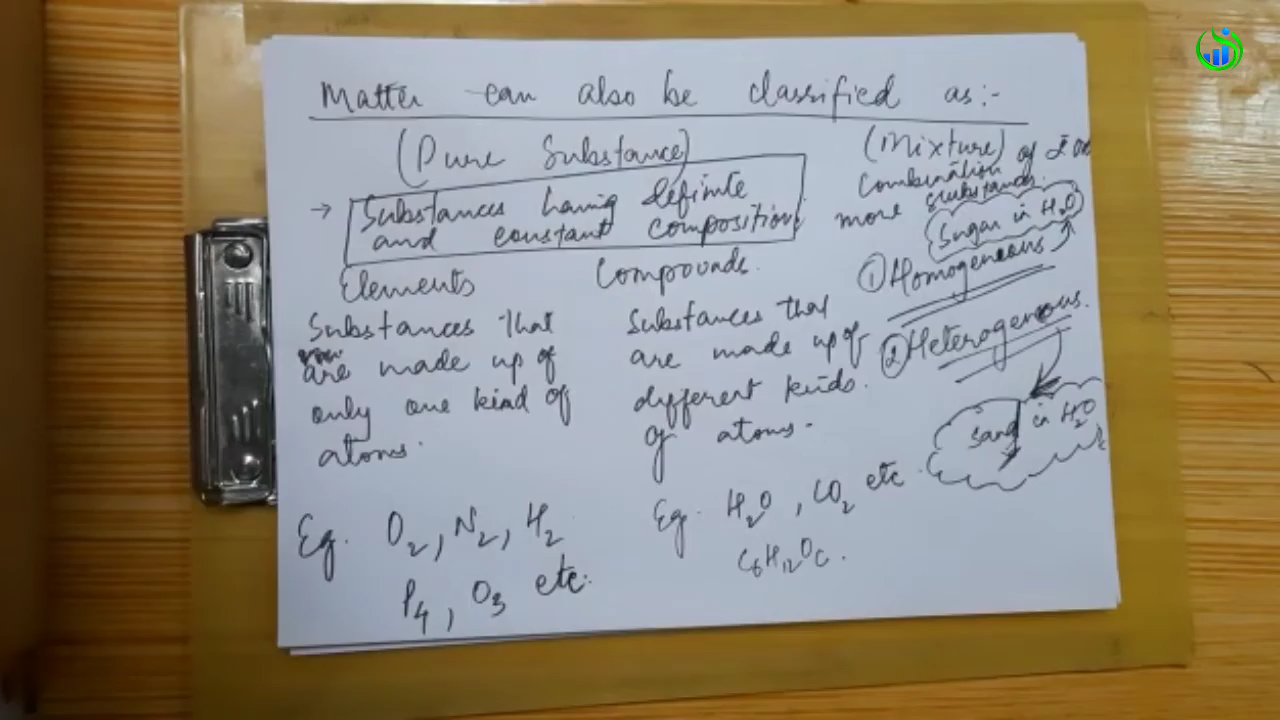 Matter can also be classified as:-
(Pure Substance)
→ Substances having definite
and constant composition
Elements
Substances that
are made up of
only one kind of
atoms.
Eg. O2, N2, H2
P4, O3 etc.
Compounds.
Substances that
are made up of
different kinds.
of atoms.
Eg. H2O, CO2 etc.
C6H12O6.
(Mixture)
Combination of 2 or
more substances.
Sugar in H2O
① Homogeneous
② Heterogeneous.
Sand in H2O